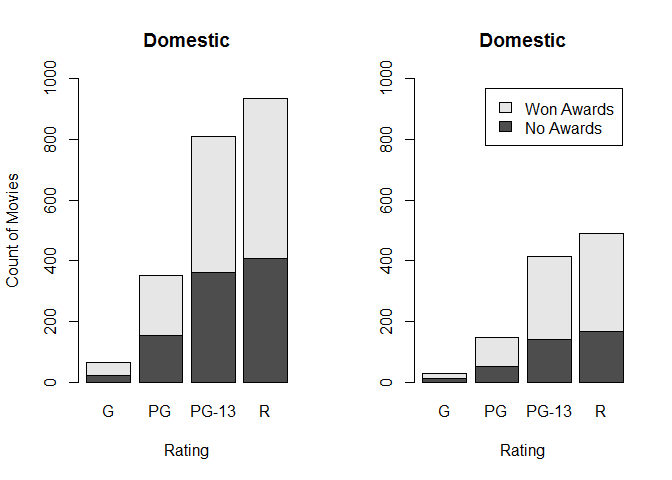 Domestic
Count of Movies
1000
800
600
400
200
0
G PG PG-13 R
Rating
Domestic
1000
800
600
400
200
0
Won Awards
No Awards
G PG PG-13 R
Rating